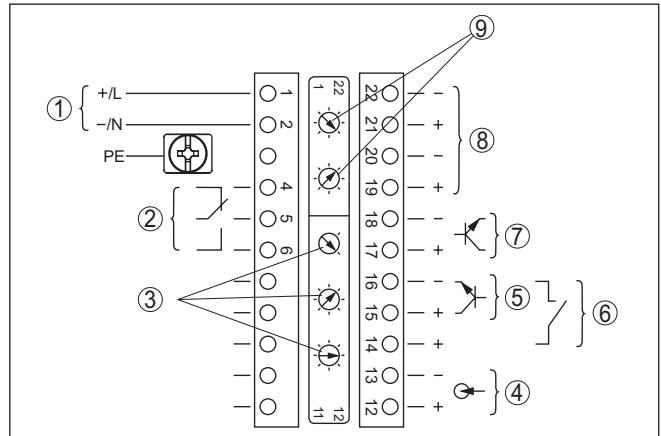 ⑨
① +/L 1 1 22 22 −
−/N 2 21 + ⑧
PE 20 −
② 4 19 +
5 18 − ⑦
6 17 +
③ 16 − ⑤ ⑥
15 +
14 +
13 − ④
11 12 12 +